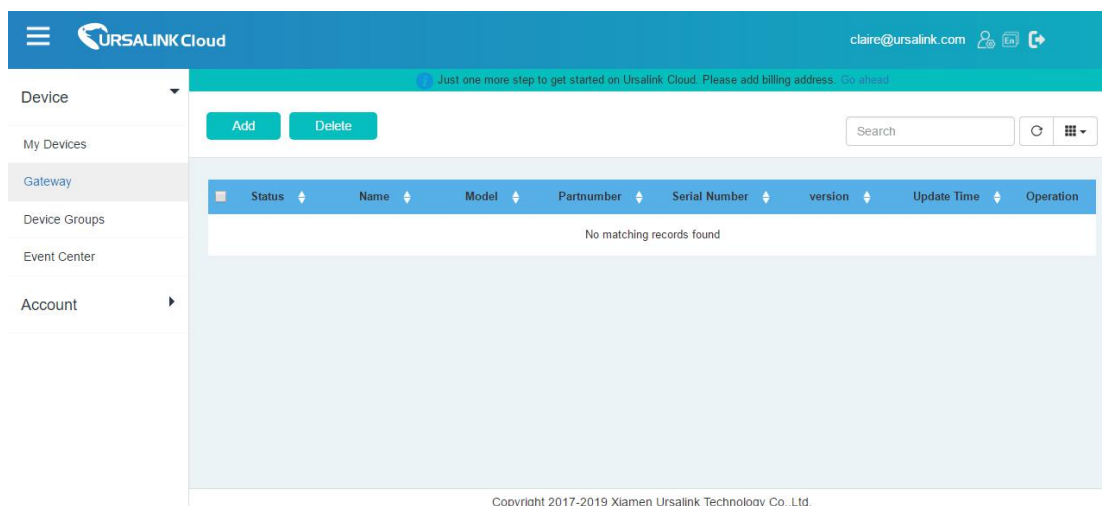 URSALINK Cloud
claire@ursalink.com En
Just one more step to get started on Ursalink Cloud. Please add billing address. Go ahead
Device
Add Delete
Search
My Devices
Gateway
Status Name Model Partnumber Serial Number version Update Time Operation
Device Groups
No matching records found
Event Center
Account
Copyright 2017-2019 Xiamen Ursalink Technology Co.,Ltd.